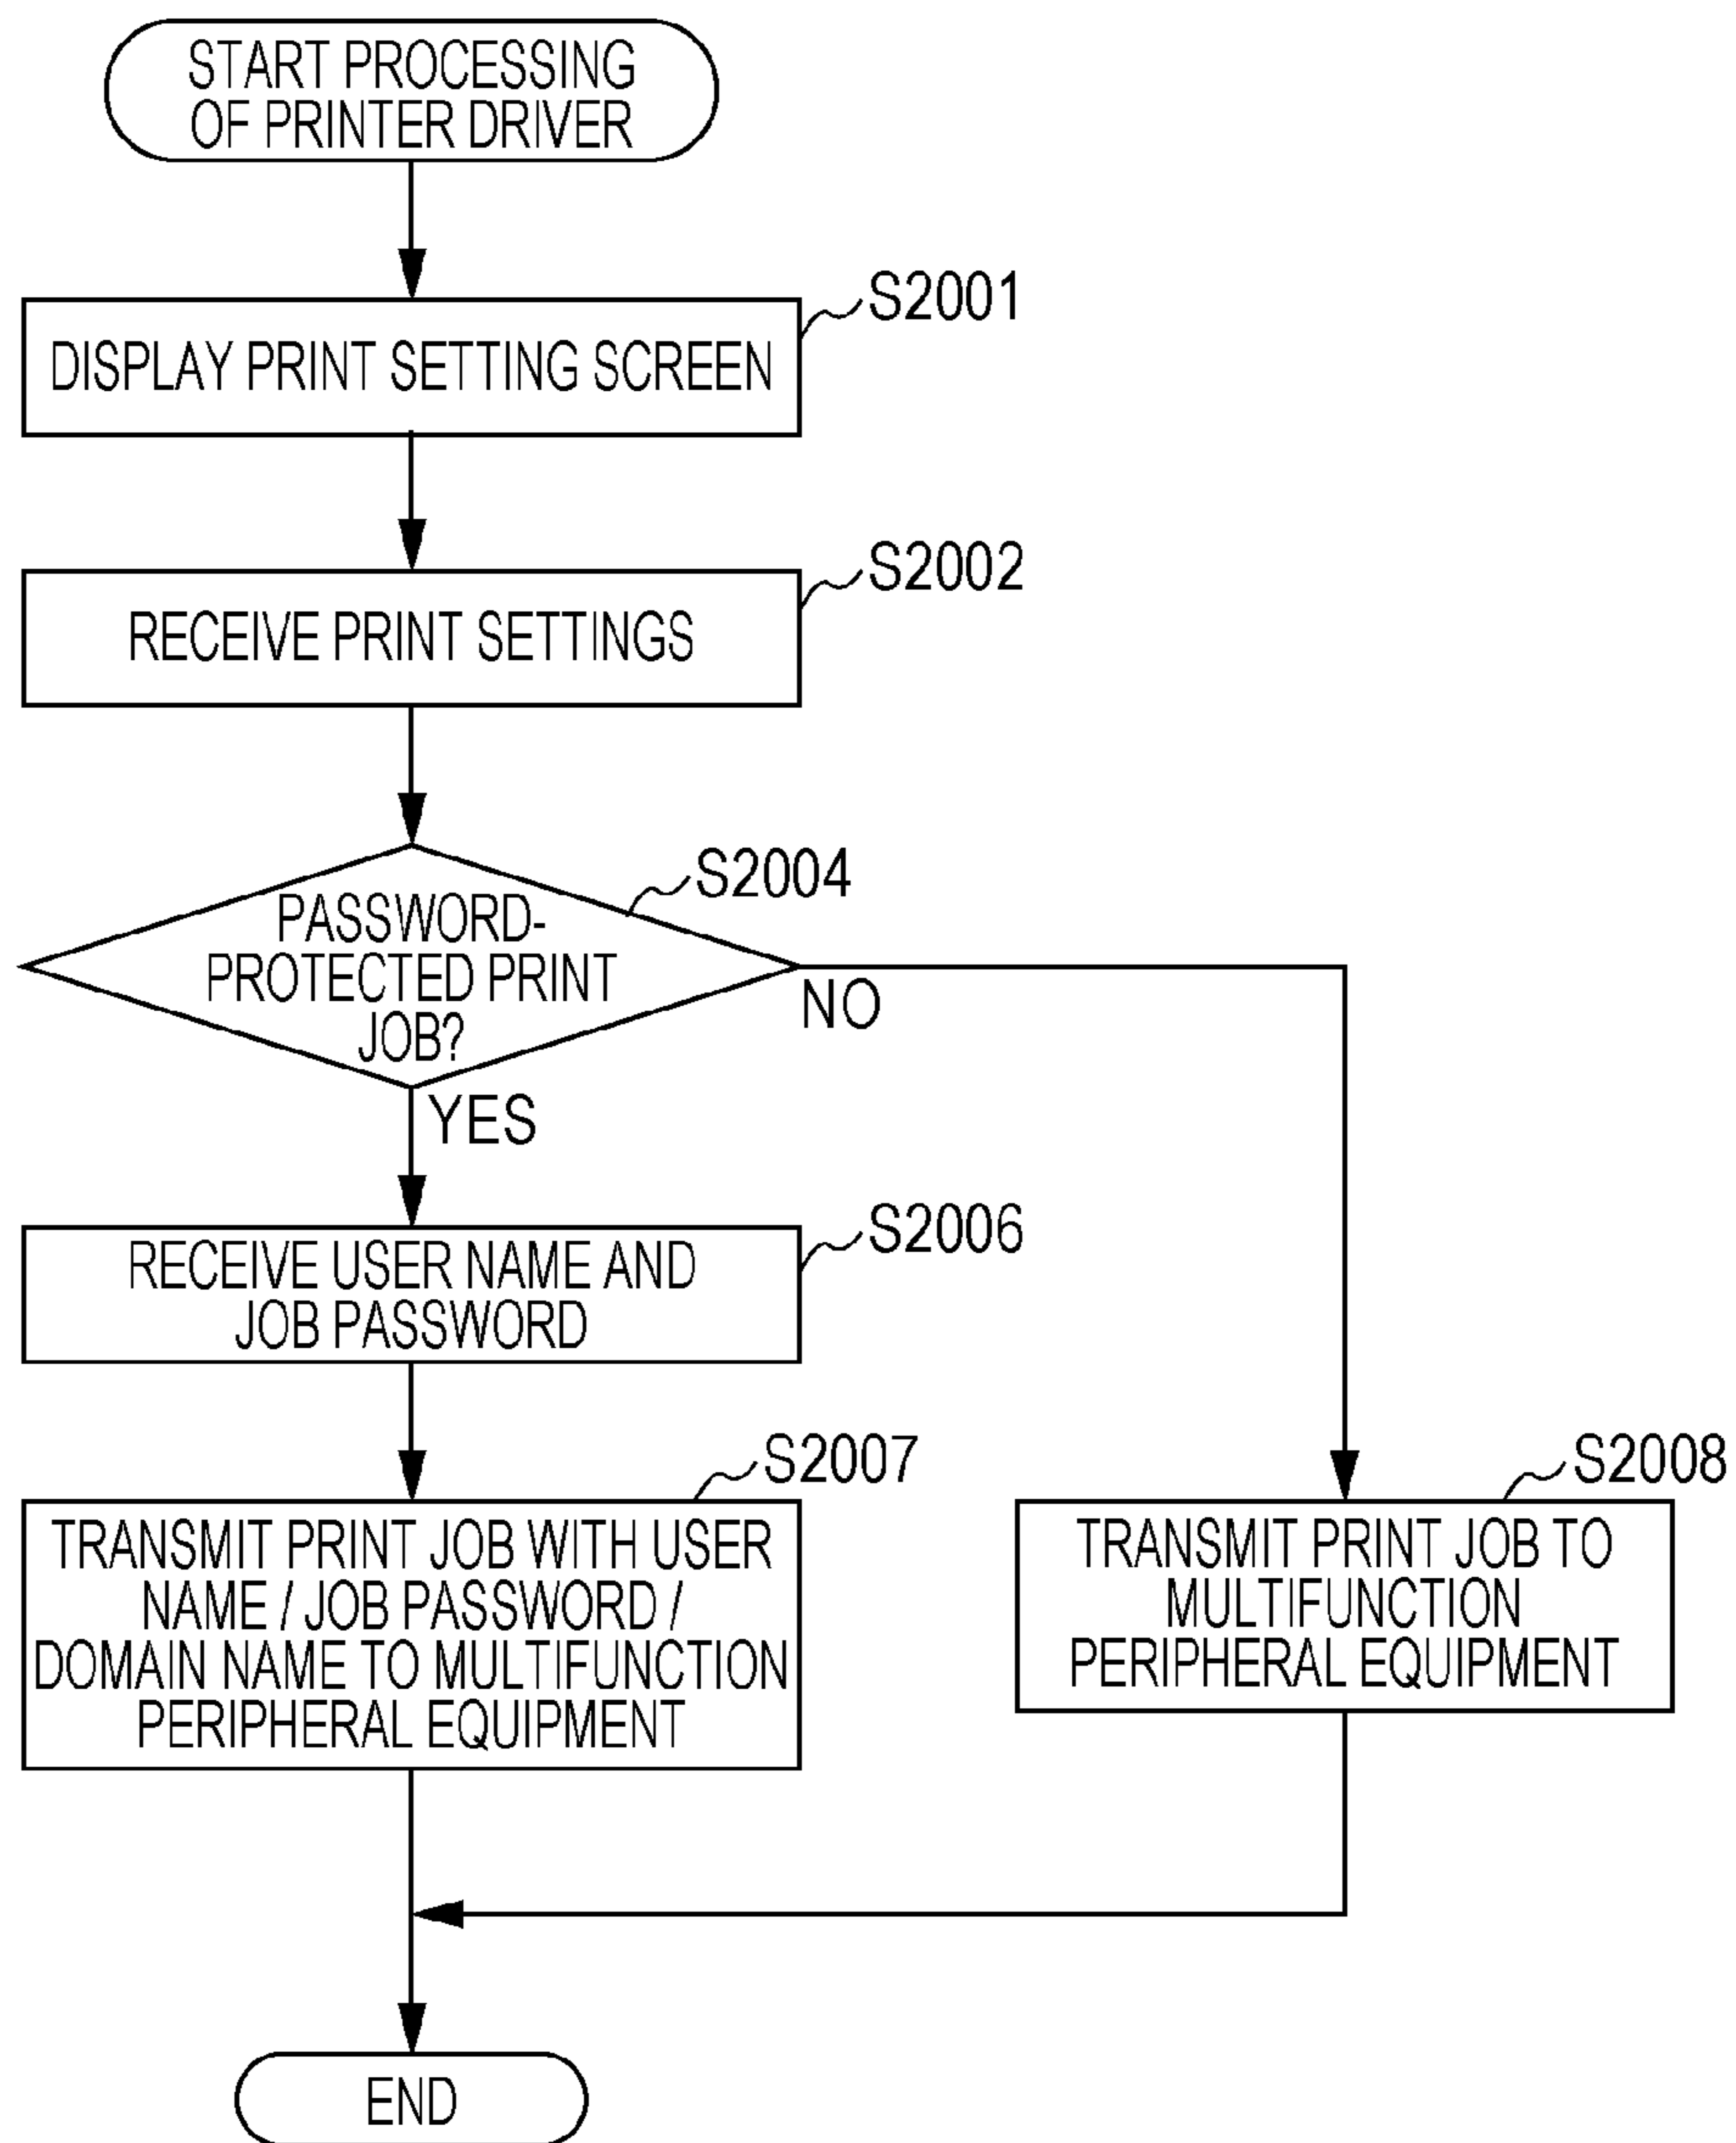 START PROCESSING
OF PRINTER DRIVER
S2001
DISPLAY PRINT SETTING SCREEN
S2002
RECEIVE PRINT SETTINGS
S2004
PASSWORD-
PROTECTED PRINT
JOB?
NO
YES
S2006
RECEIVE USER NAME AND
JOB PASSWORD
S2007
TRANSMIT PRINT JOB WITH USER
NAME / JOB PASSWORD /
DOMAIN NAME TO MULTIFUNCTION
PERIPHERAL EQUIPMENT
S2008
TRANSMIT PRINT JOB TO
MULTIFUNCTION
PERIPHERAL EQUIPMENT
END